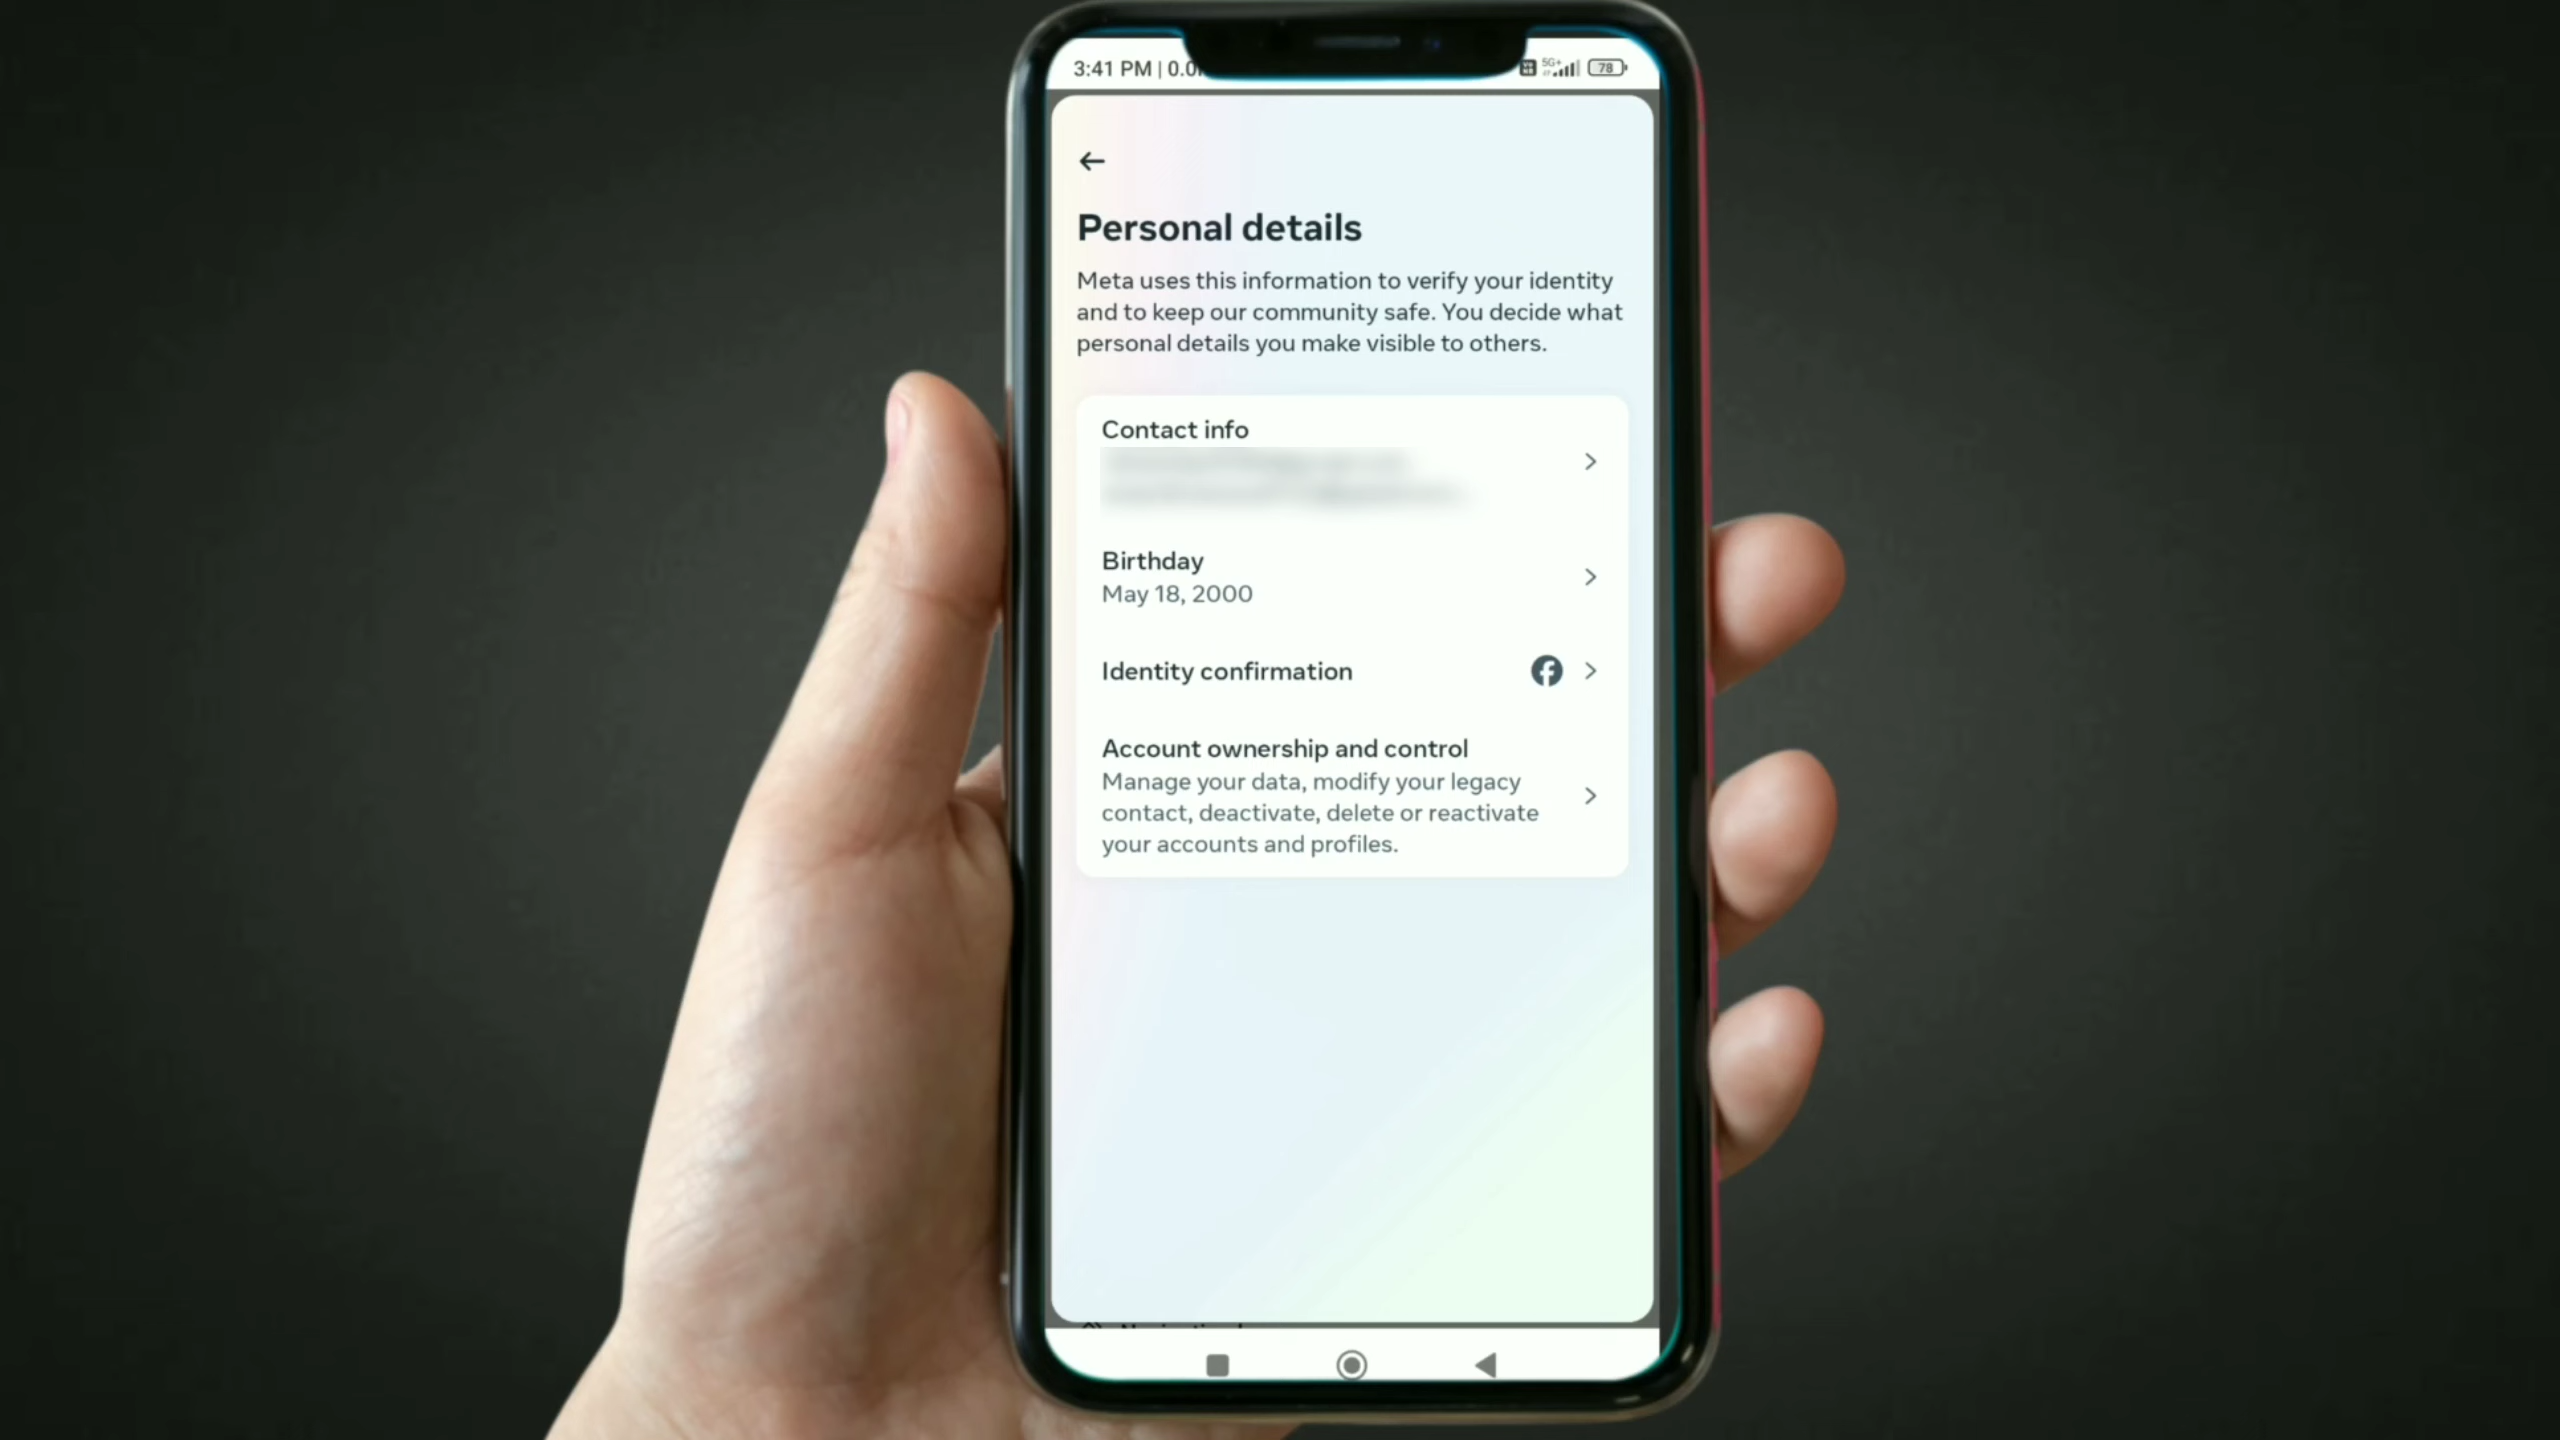 3:41 PM | 0.0
5G+
78
Personal details
Meta uses this information to verify your identity
and to keep our community safe. You decide what
personal details you make visible to others.
Contact info
Birthday
May 18, 2000
Identity confirmation
Account ownership and control
Manage your data, modify your legacy
contact, deactivate, delete or reactivate
your accounts and profiles.